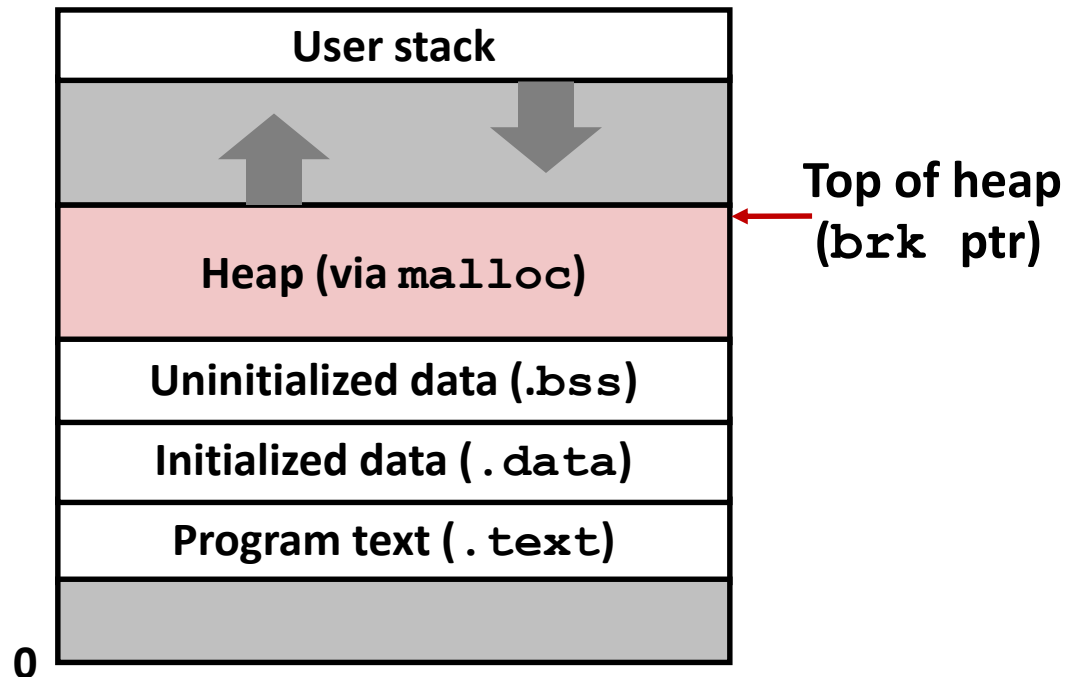 User stack
Top of heap
(brk ptr)
Heap (via malloc)
Uninitialized data (.bss)
Initialized data (.data)
Program text (.text)
0